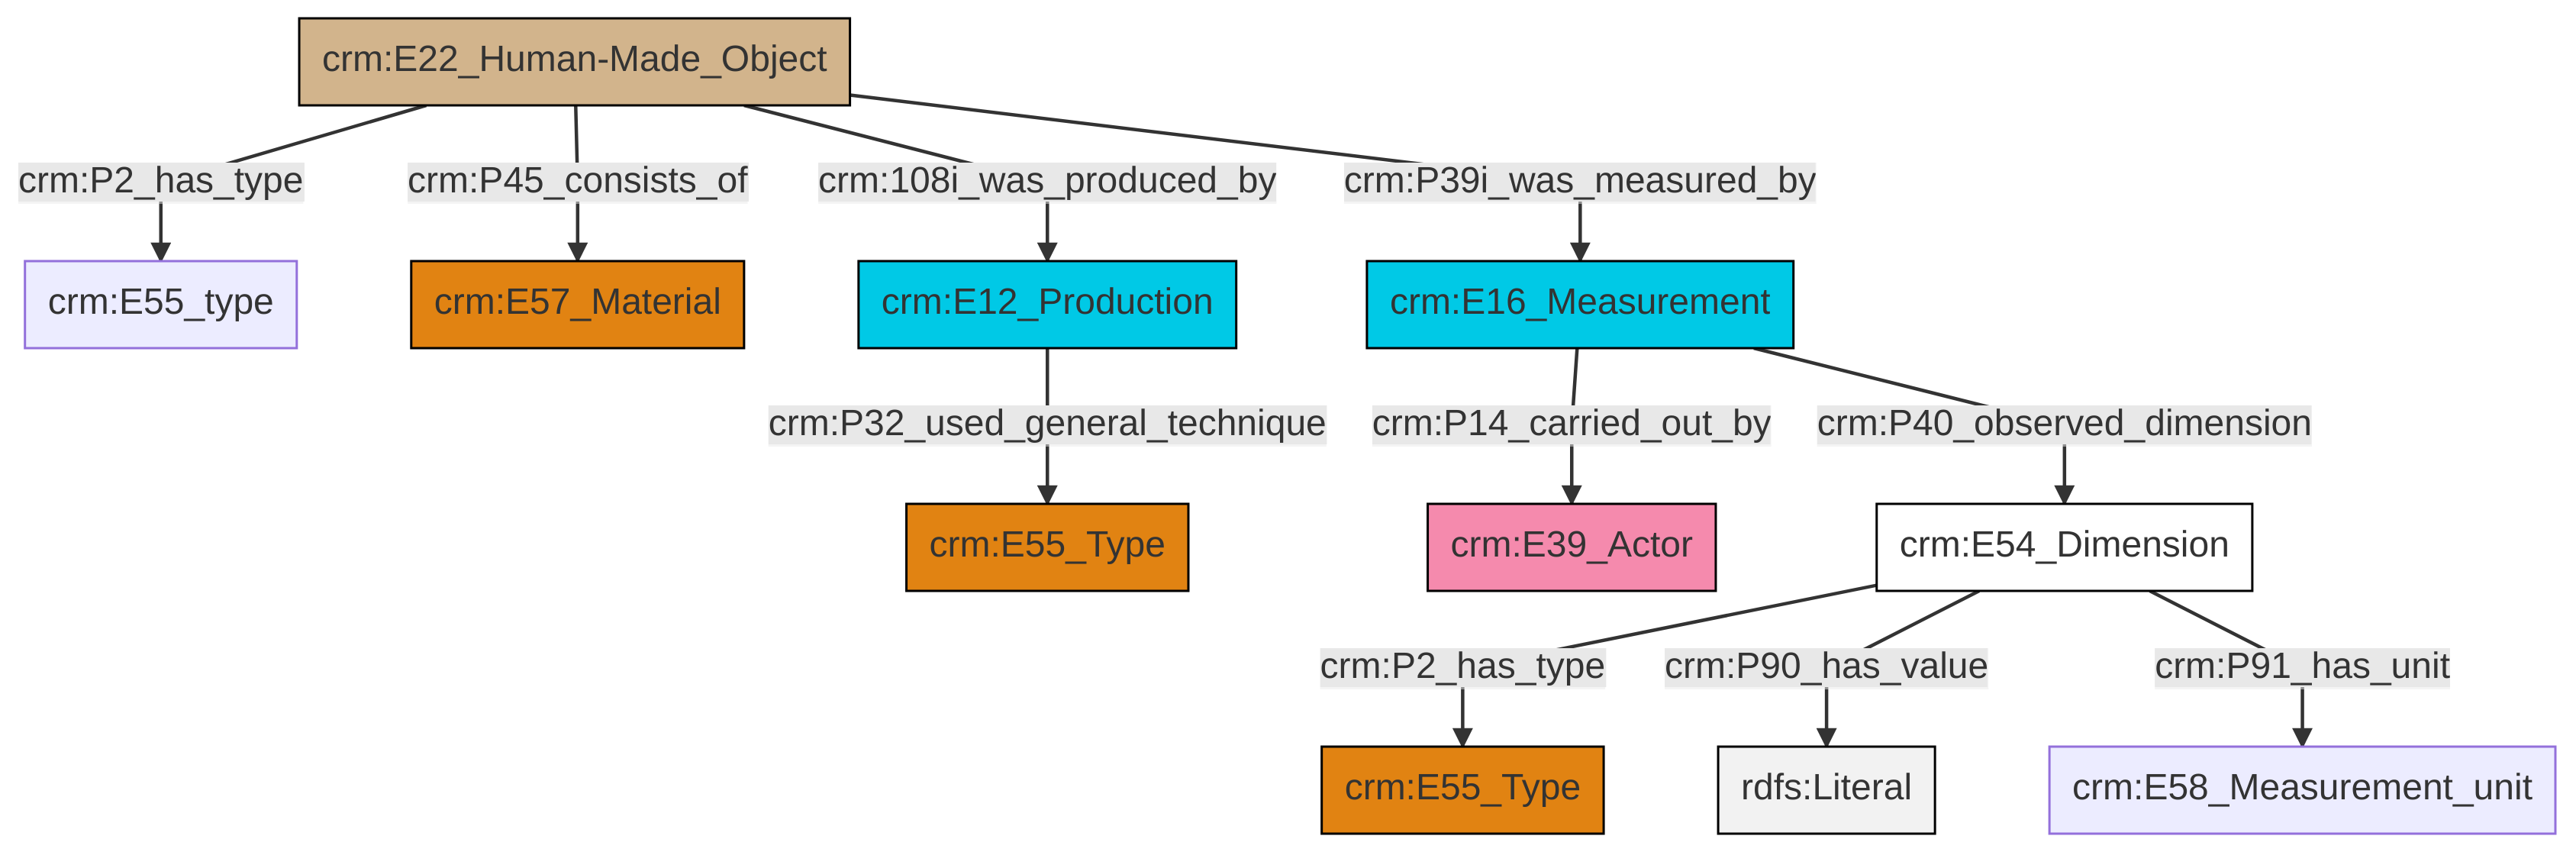 crm:E22_Human-Made_Object
crm:P2_has_type
crm:P45_consists_of
crm:108i_was_produced_by
crm:P39i_was_measured_by
crm:E55_type
crm:E57_Material
crm:E12_Production
crm:E16_Measurement
crm:P32_used_general_technique
crm:P14_carried_out_by
crm:P40_observed_dimension
crm:E55_Type
crm:E39_Actor
crm:E54_Dimension
crm:P2_has_type
crm:P90_has_value
crm:P91_has_unit
crm:E55_Type
rdfs:Literal
crm:E58_Measurement_unit